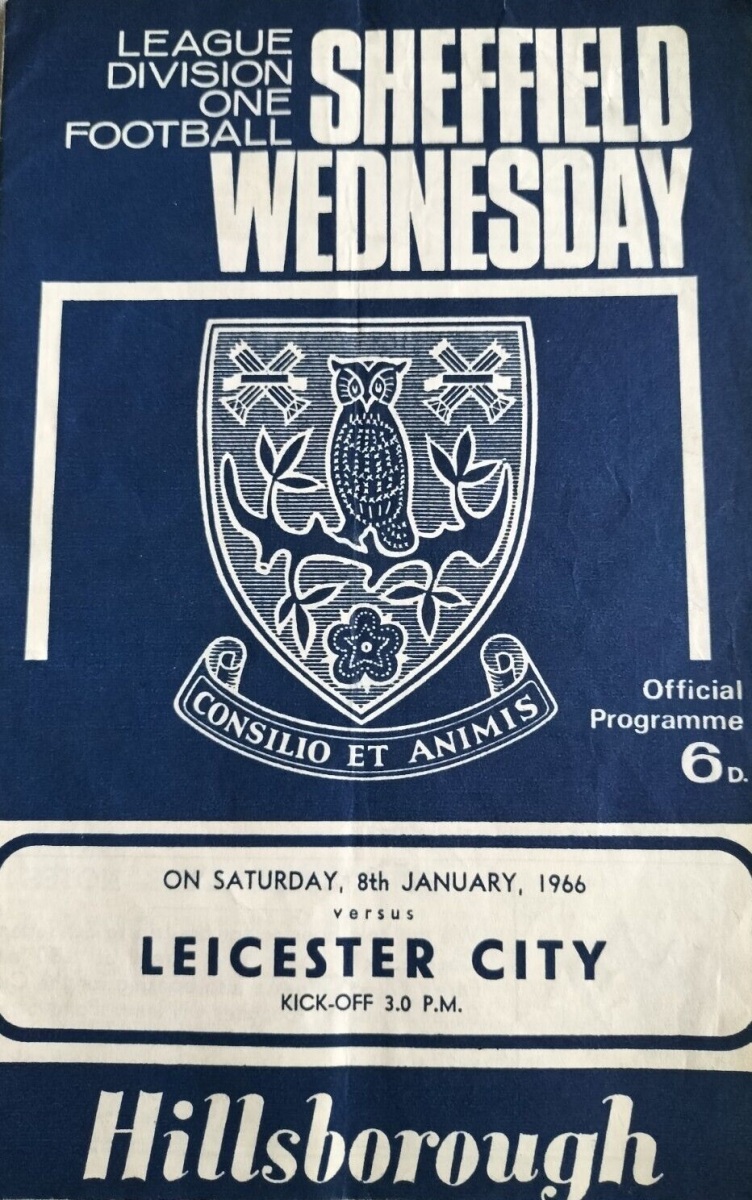 LEAGUE
DIVISION
ONE
FOOTBALL
SHEFFIELD
WEDNESDAY
CONSILIO ET ANIMIS
Official
Programme
6D.
ON SATURDAY, 8th JANUARY, 1966
versus
LEICESTER CITY
KICK-OFF 3.0 P.M.
Hillsborough